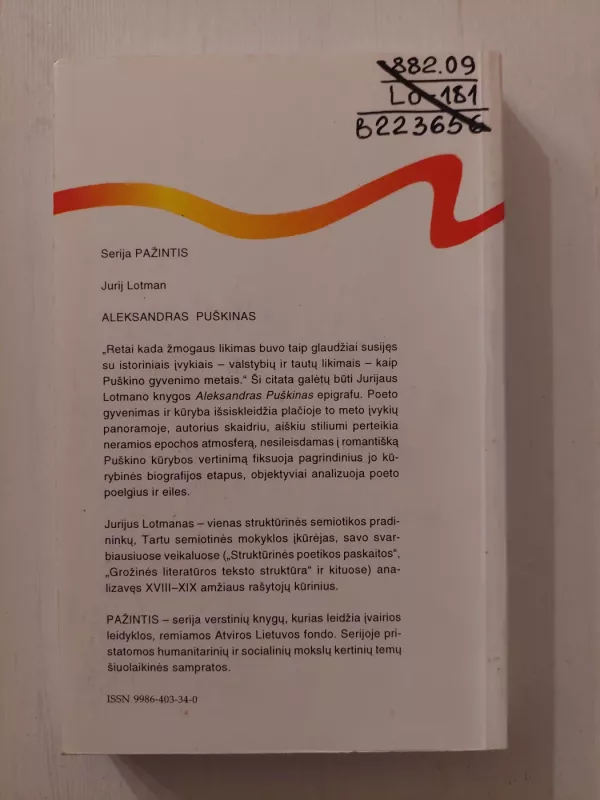 882.09
Lo-181
B223656
Serija PAŽINTIS
Jurij Lotman
ALEKSANDRAS PUŠKINAS
„Retai kada žmogaus likimas buvo taip glaudžiai susijęs
su istoriniais įvykiais – valstybių ir tautų likimais – kaip
Puškino gyvenimo metais.“ Ši citata galėtų būti Jurijaus
Lotmano knygos Aleksandras Puškinas epigrafu. Poeto
gyvenimas ir kūryba išsiskleidžia plačioje to meto įvykių
panoramoje, autorius skaidriu, aiškiu stiliumi perteikia
neramios epochos atmosferą, nesileisdamas į romantišką
Puškino kūrybos vertinimą fiksuoja pagrindinius jo kū-
rybinės biografijos etapus, objektyviai analizuoja poeto
poelgius ir eiles.
Jurijus Lotmanas – vienas struktūrinės semiotikos pradi-
ninkų, Tartu semiotinės mokyklos įkūrėjas, savo svar-
biausiuose veikaluose („Struktūrinės poetikos paskaitos“,
„Grožinės literatūros teksto struktūra“ ir kituose) ana-
lizavęs XVIII–XIX amžiaus rašytojų kūrinius.
PAŽINTIS – serija verstinių knygų, kurias leidžia įvairios
leidyklos, remiamos Atviros Lietuvos fondo. Serijoje pri-
statomos humanitarinių ir socialinių mokslų kertinių temų
šiuolaikinės sampratos.
ISSN 9986-403-34-0